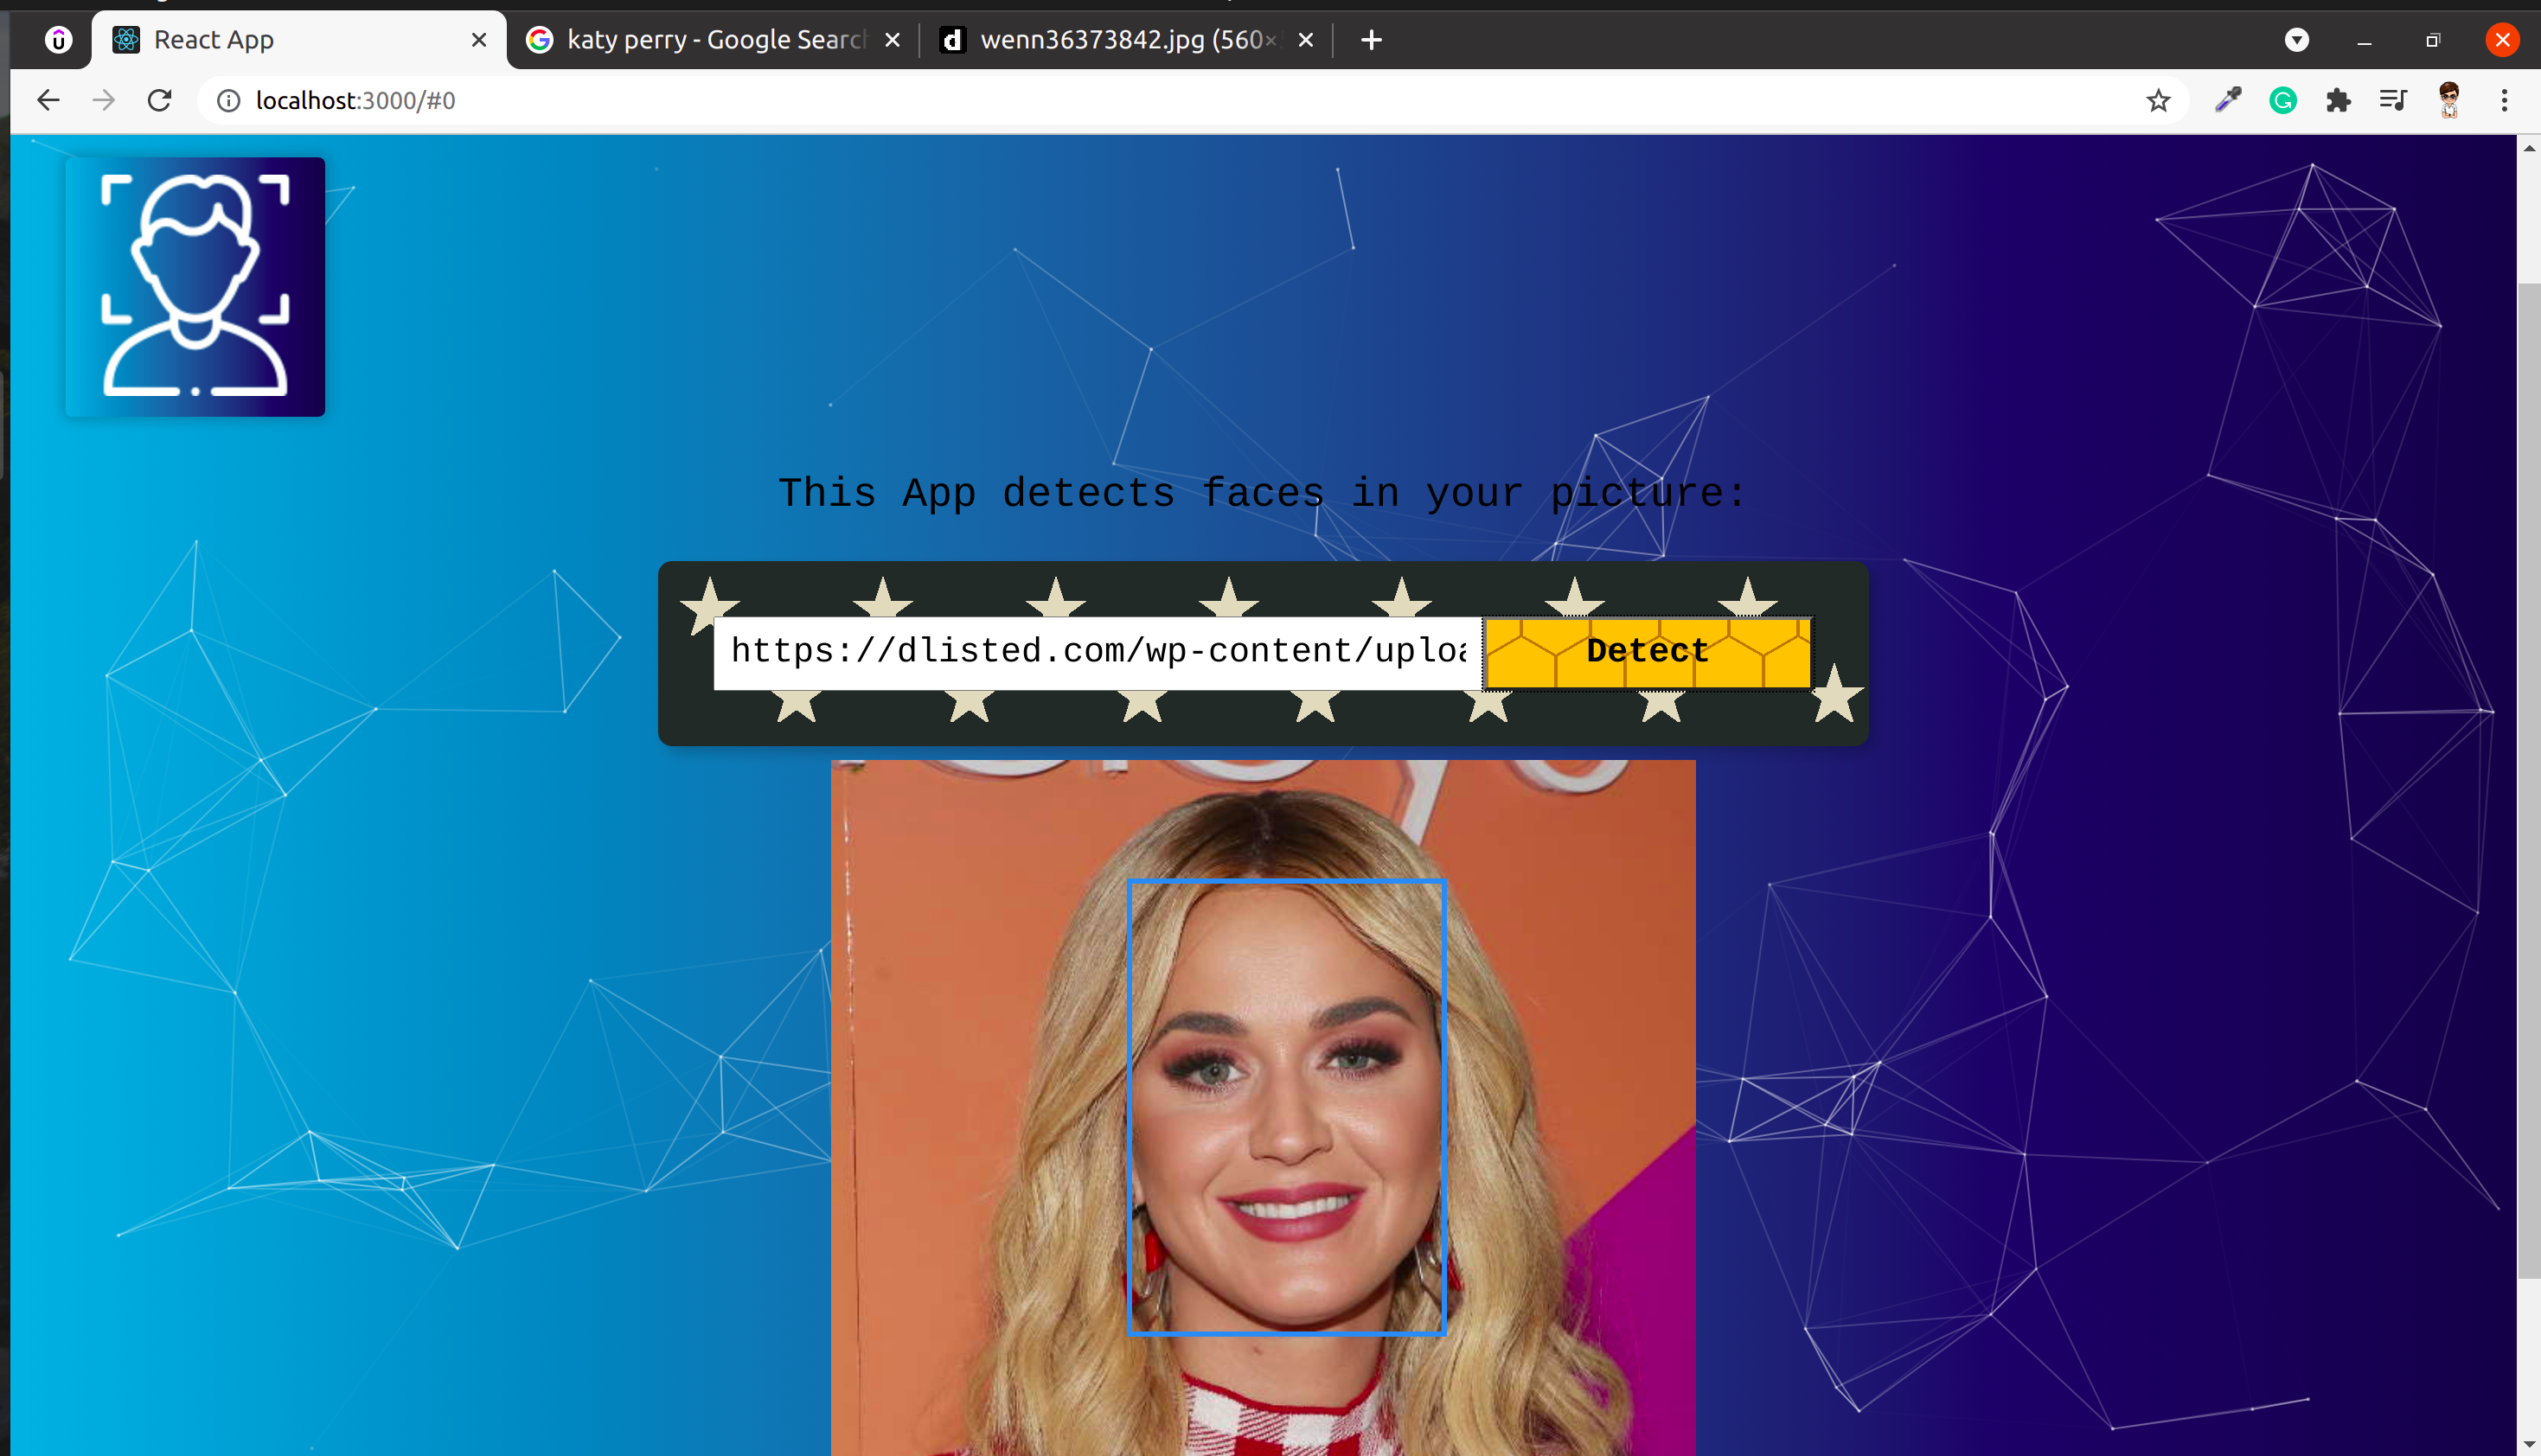 React App
katy perry - Google Search
wenn36373842.jpg (560×
localhost:3000/#0
This App detects faces in your picture:
https://dlisted.com/wp-content/uploa
Detect